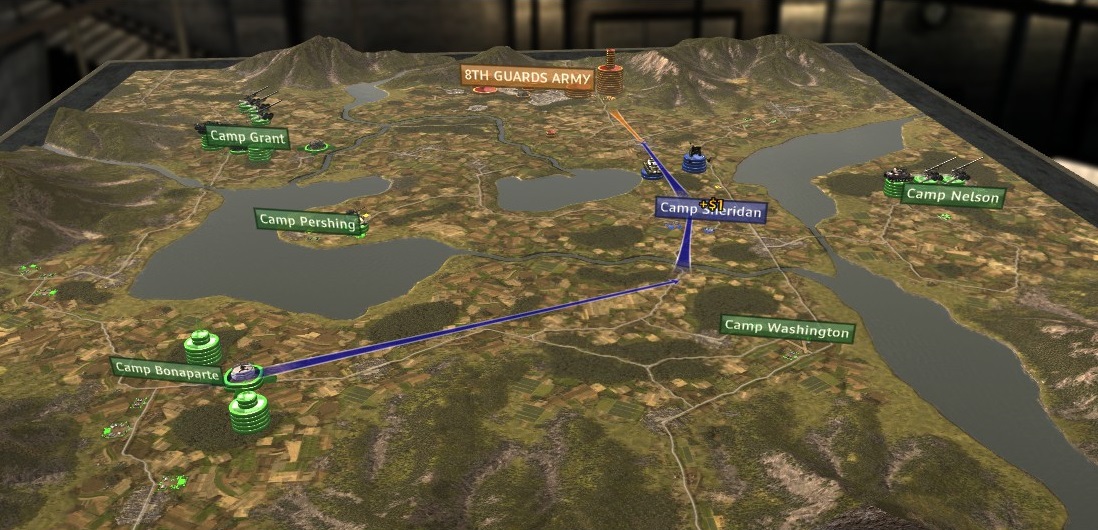 8TH GUARDS ARMY
Camp Grant
Camp Nelson
Camp Pershing
Camp Sheridan
+$1
Camp Washington
Camp Bonaparte